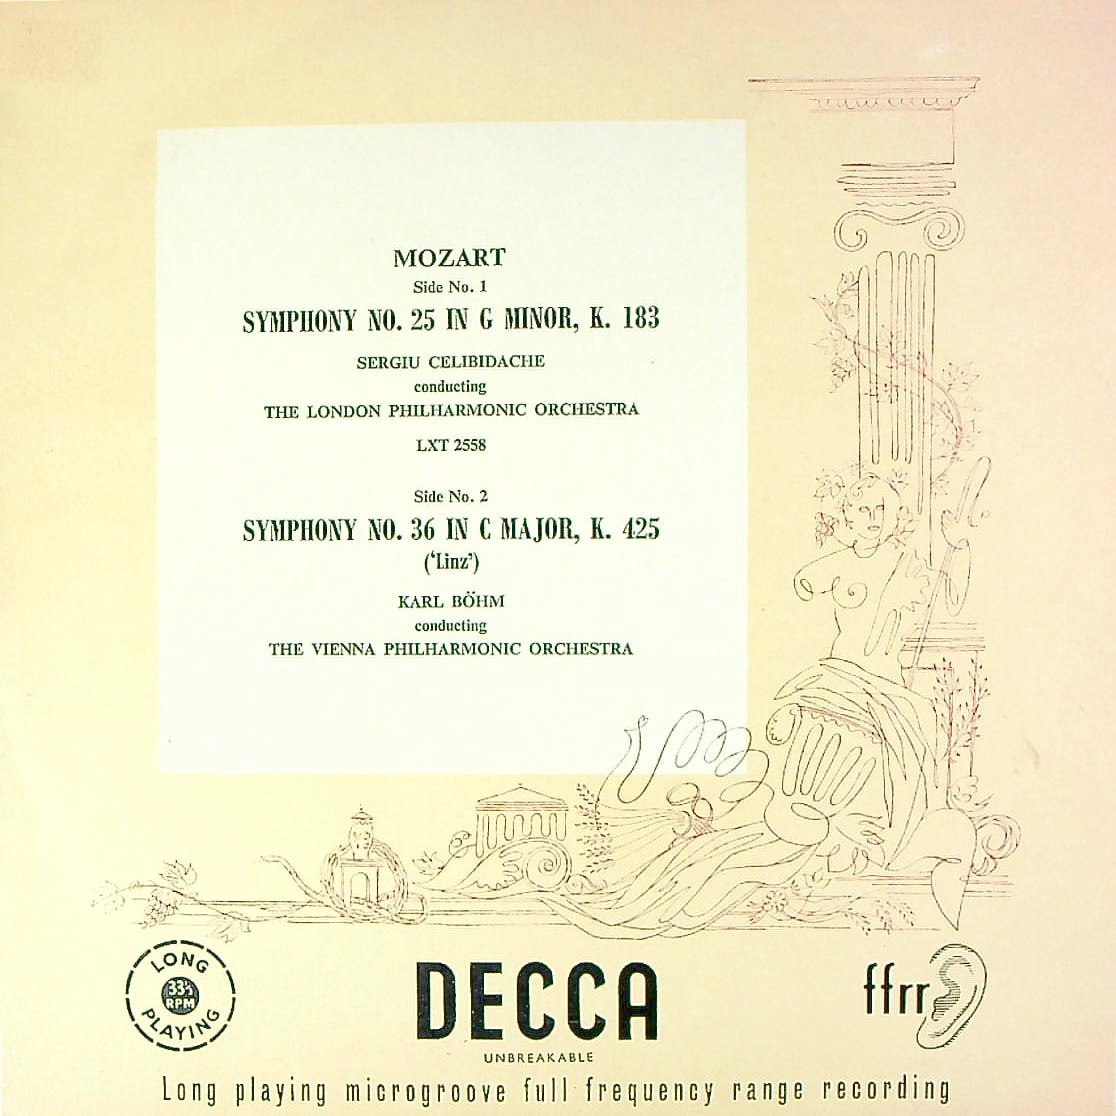 MOZART
Side No. 1
SYMPHONY NO. 25 IN G MINOR, K. 183
SERGIU CELIBIDACHE
conducting
THE LONDON PHILHARMONIC ORCHESTRA
LXT 2558
Side No. 2
SYMPHONY NO. 36 IN C MAJOR, K. 425
(‘Linz’)
KARL BÖHM
conducting
THE VIENNA PHILHARMONIC ORCHESTRA
LONG
33⅓
RPM
PLAYING
DECCA
ffrr
UNBREAKABLE
Long playing microgroove full frequency range recording